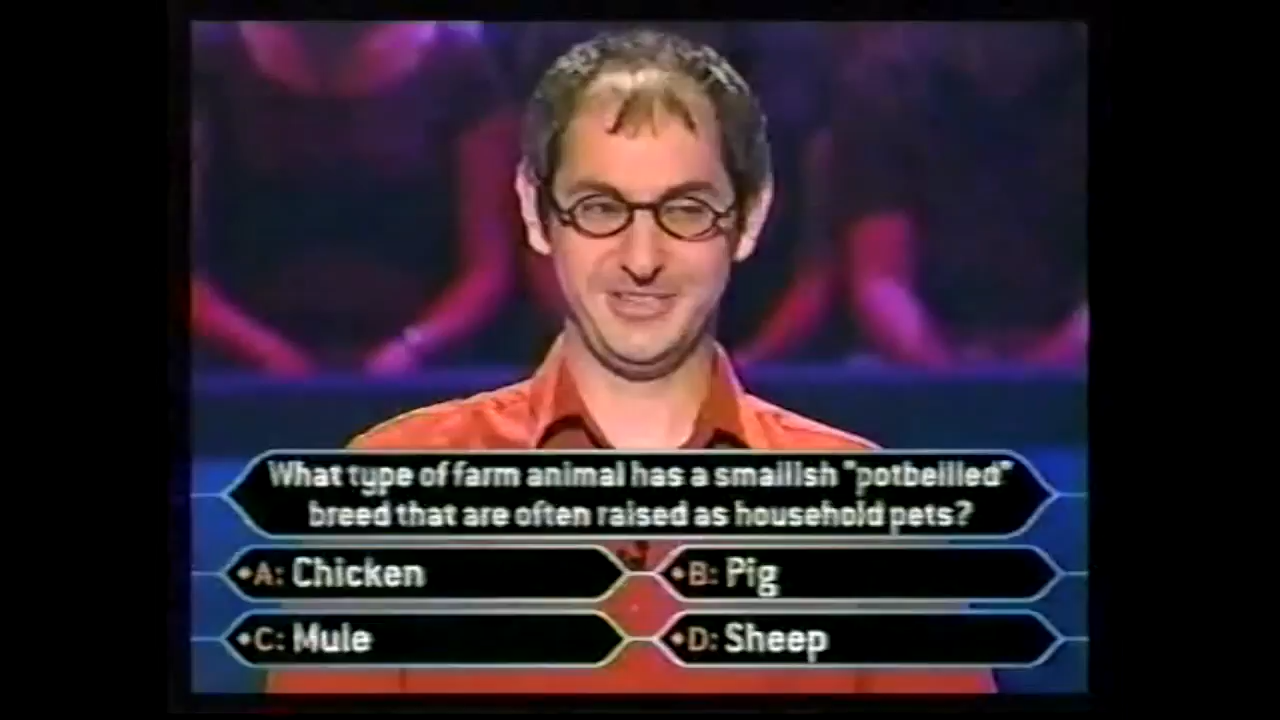 What type of farm animal has a smallish "potbellied"
breed that are often raised as household pets?
•A: Chicken
•B: Pig
•C: Mule
•D: Sheep